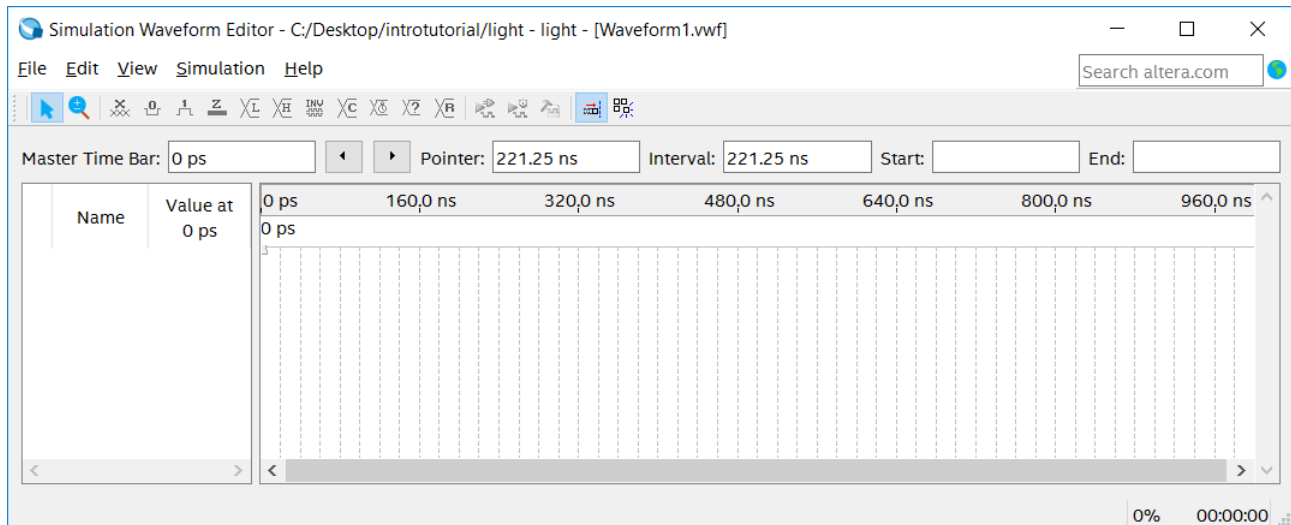 Simulation Waveform Editor - C:/Desktop/introtutorial/light - light - [Waveform1.vwf]
File Edit View Simulation Help
Search altera.com
0 1 Z L H INV C ? R
Master Time Bar: 0 ps Pointer: 221.25 ns Interval: 221.25 ns Start: End:
Name
Value at
0 ps
0 ps 160,0 ns 320,0 ns 480,0 ns 640,0 ns 800,0 ns 960,0 ns
0 ps
0% 00:00:00